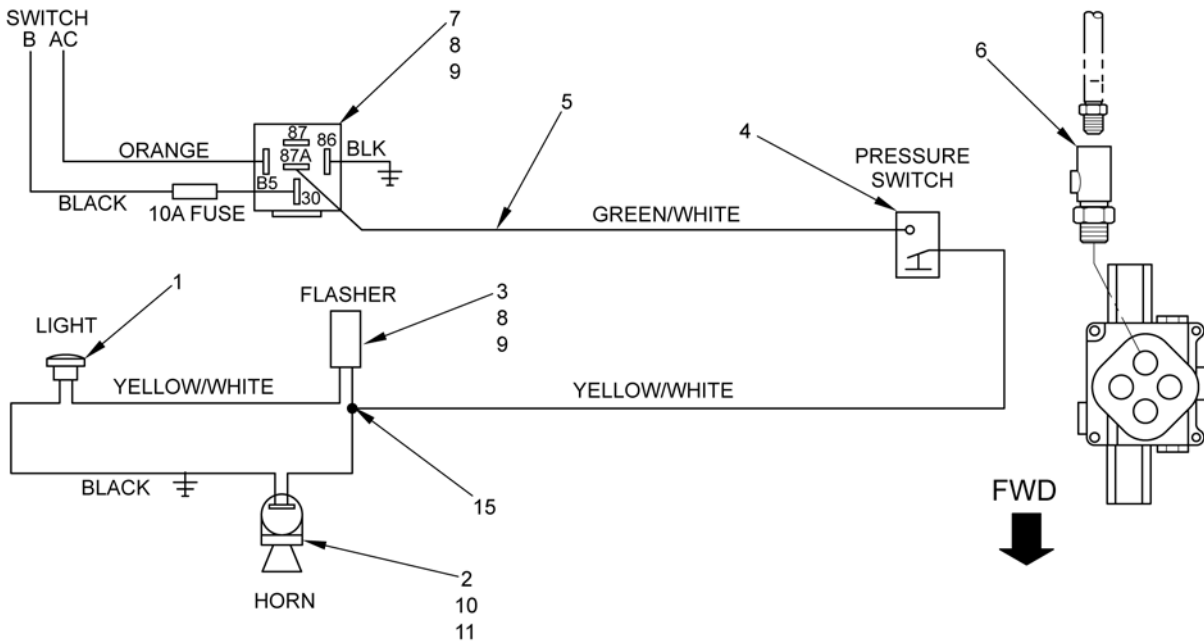 SWITCH
B AC
7
8
9
6
5
4
87
86
87A
B5
30
ORANGE
BLK
BLACK
10A FUSE
PRESSURE
SWITCH
GREEN/WHITE
1
FLASHER
3
8
9
LIGHT
YELLOW/WHITE
YELLOW/WHITE
BLACK
15
FWD
2
10
11
HORN